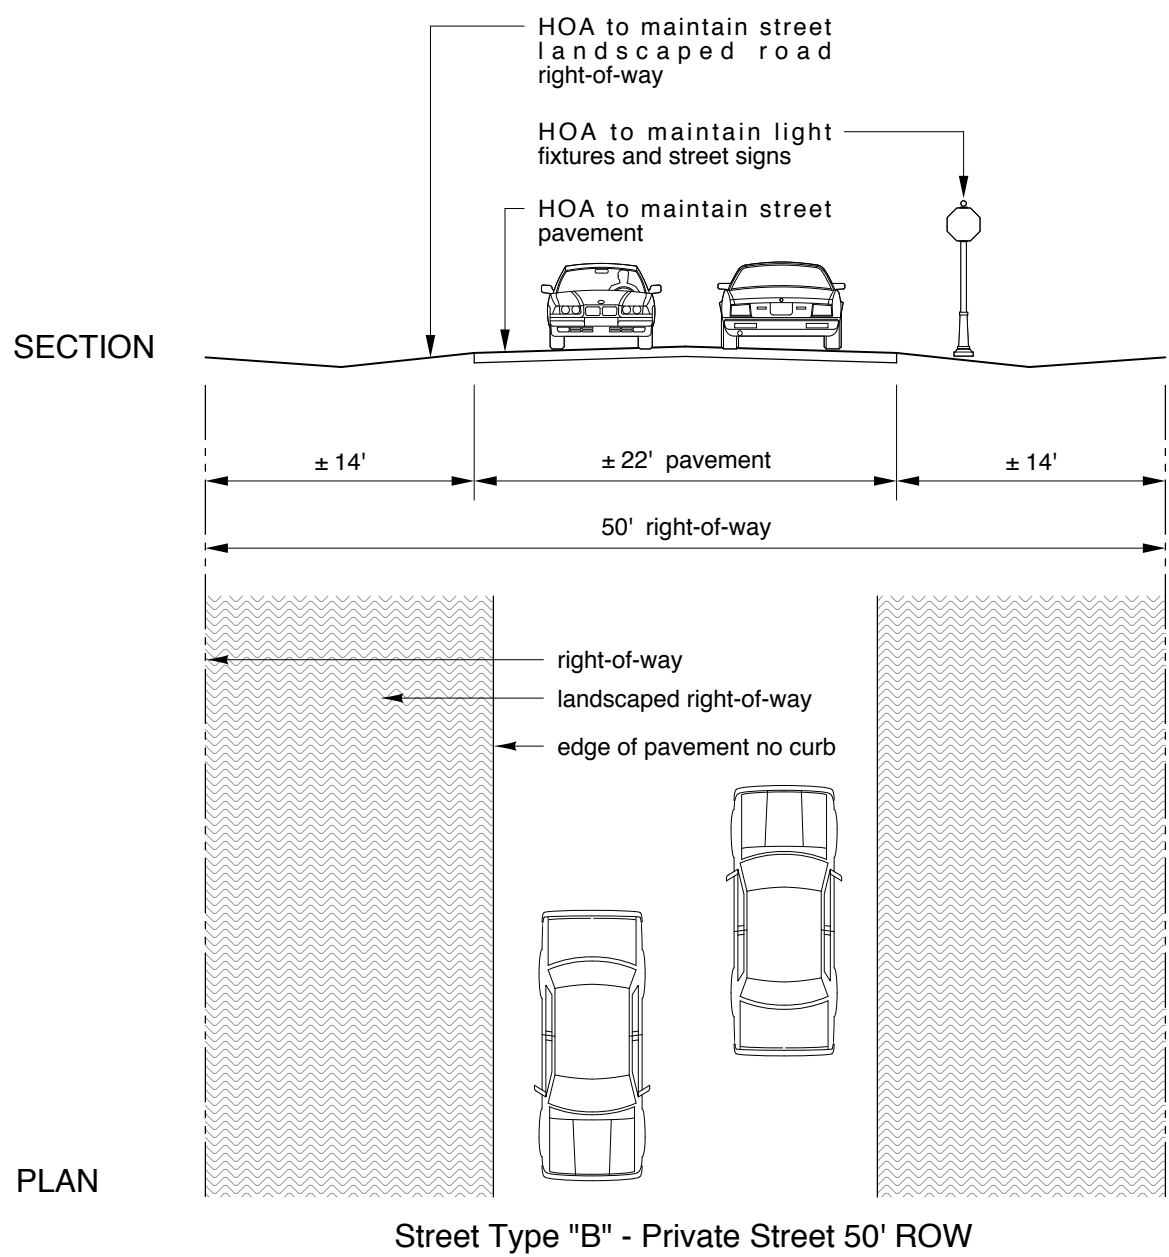 HOA to maintain street
landscaped road
right-of-way
HOA to maintain light
fixtures and street signs
HOA to maintain street
pavement
SECTION
± 14'
± 22' pavement
± 14'
50' right-of-way
right-of-way
landscaped right-of-way
edge of pavement no curb
PLAN
Street Type "B" - Private Street 50' ROW